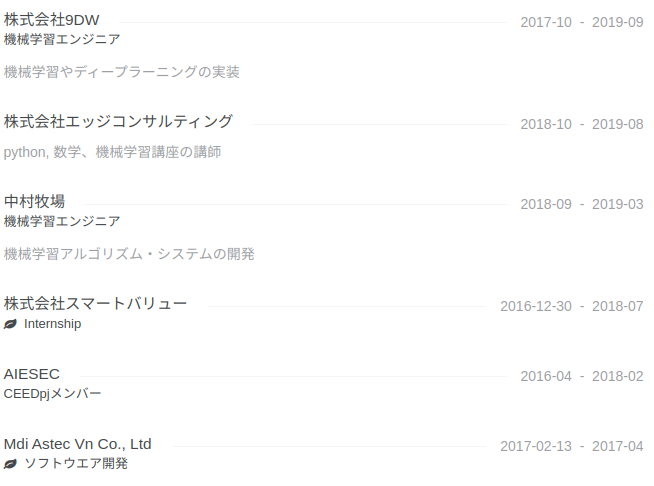 株式会社9DW 2017-10 - 2019-09
機械学習エンジニア
機械学習やディープラーニングの実装
株式会社エッジコンサルティング 2018-10 - 2019-08
python, 数学、機械学習講座の講師
中村牧場 2018-09 - 2019-03
機械学習エンジニア
機械学習アルゴリズム・システムの開発
株式会社スマートバリュー 2016-12-30 - 2018-07
Internship
AIESEC 2016-04 - 2018-02
CEEDpjメンバー
Mdi Astec Vn Co., Ltd 2017-02-13 - 2017-04
ソフトウエア開発